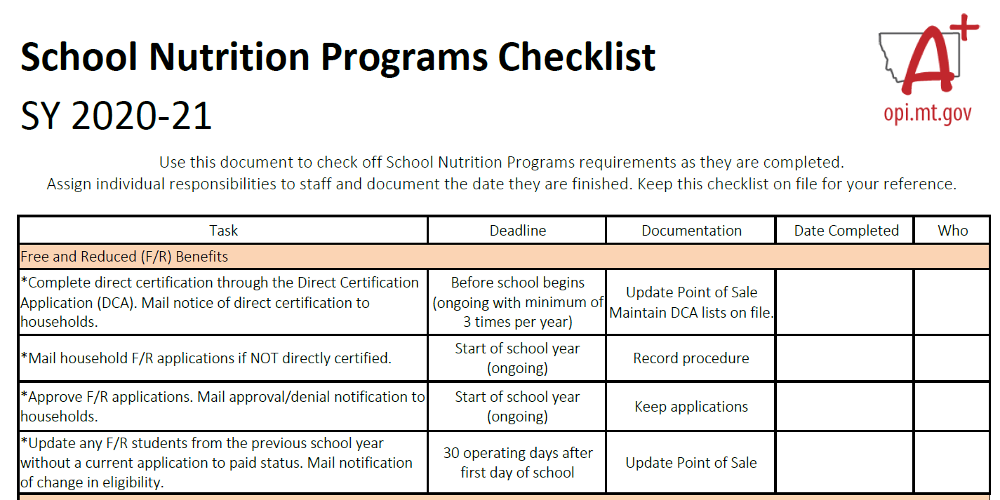 School Nutrition Programs Checklist
SY 2020-21
A+
opi.mt.gov
Use this document to check off School Nutrition Programs requirements as they are completed.
Assign individual responsibilities to staff and document the date they are finished. Keep this checklist on file for your reference.
Task Deadline Documentation Date Completed Who
Free and Reduced (F/R) Benefits
*Complete direct certification through the Direct Certification
Application (DCA). Mail notice of direct certification to
households.
Before school begins
(ongoing with minimum of
3 times per year)
Update Point of Sale
Maintain DCA lists on file.
*Mail household F/R applications if NOT directly certified.
Start of school year
(ongoing)
Record procedure
*Approve F/R applications. Mail approval/denial notification to
households.
Start of school year
(ongoing)
Keep applications
*Update any F/R students from the previous school year
without a current application to paid status. Mail notification
of change in eligibility.
30 operating days after
first day of school
Update Point of Sale